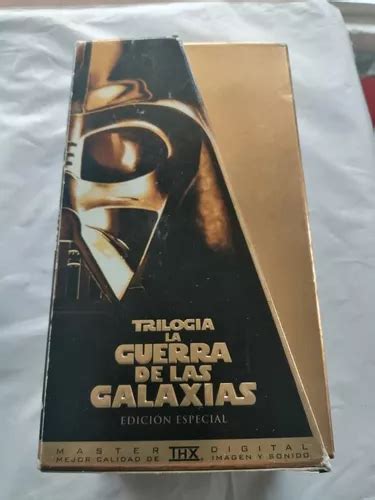 TRILOGIA
LA
GUERRA
DE LAS
GALAXIAS
EDICIÓN ESPECIAL
MASTER THX DIGITAL
MEJOR CALIDAD DE IMAGEN Y SONIDO